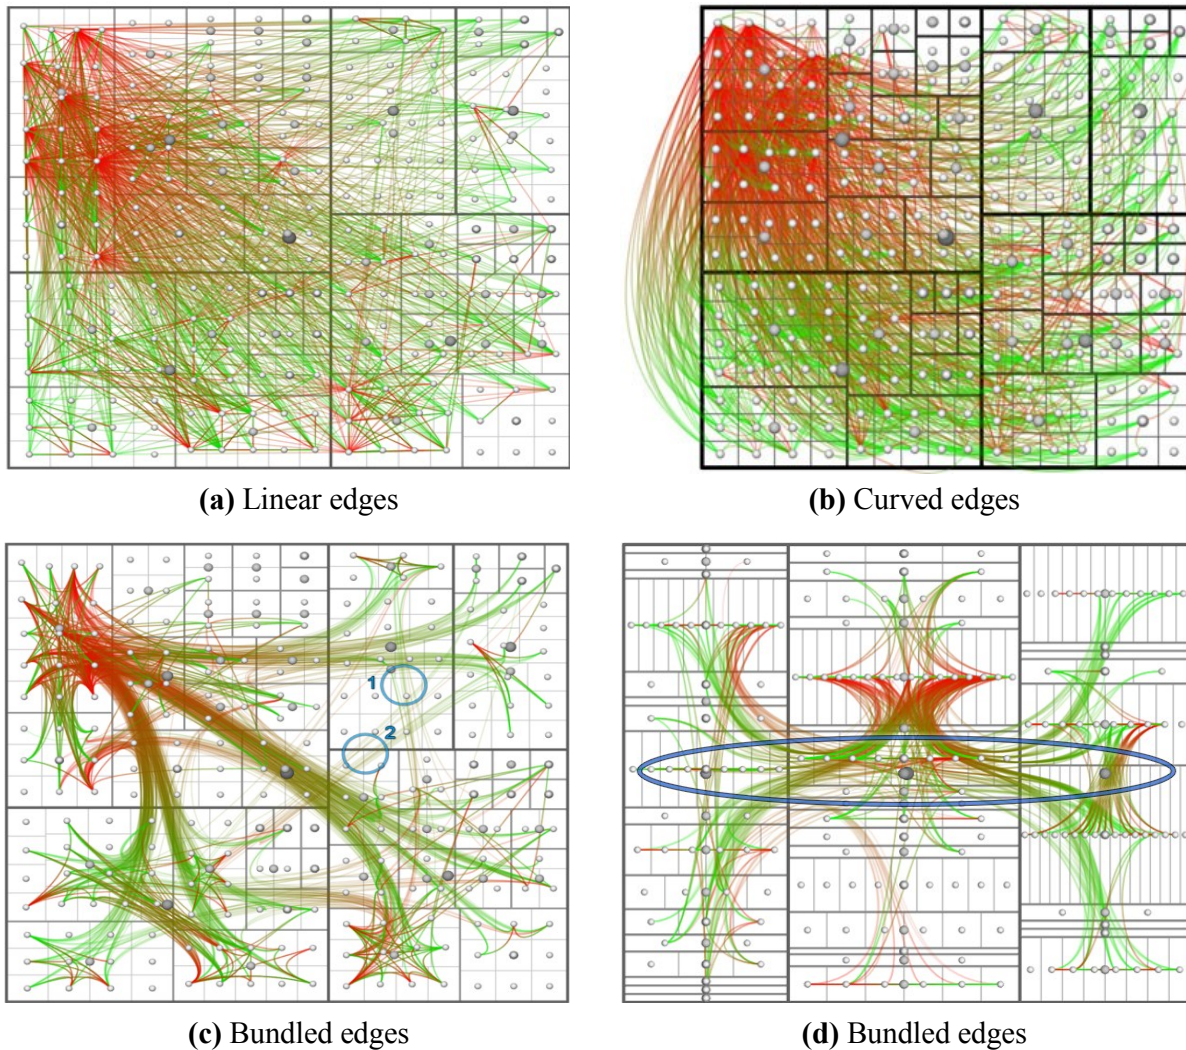 (a) Linear edges
(b) Curved edges
1
2
(c) Bundled edges
(d) Bundled edges